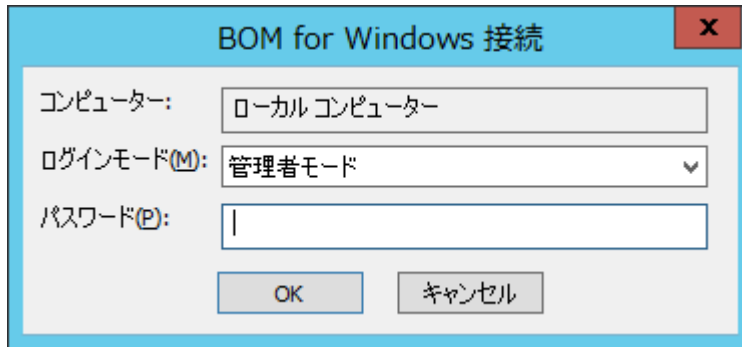 BOM for Windows 接続
x
コンピューター: ローカル コンピューター
ログインモード(M): 管理者モード
パスワード(P):
OK キャンセル